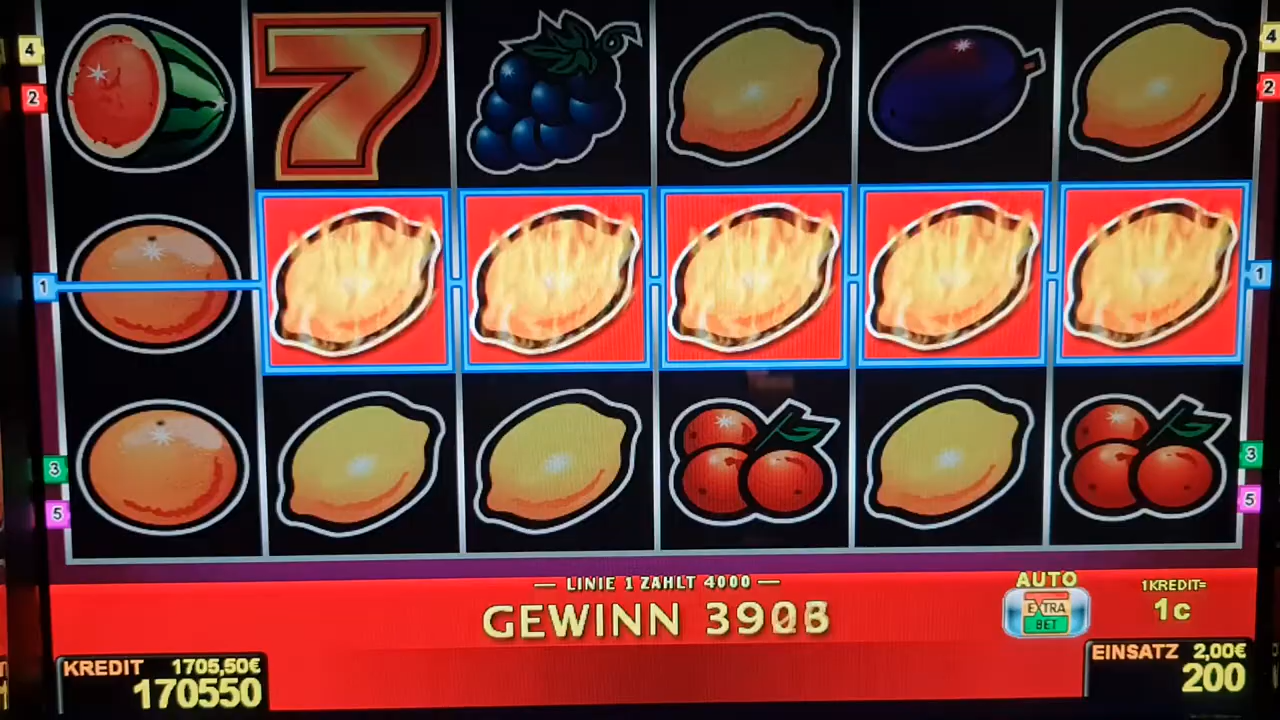 4
4
2
2
7
1
1
3
3
5
5
— LINIE 1 ZAHLT 4000 —
GEWINN
AUTO
EXTRA
BET
1KREDIT=
1c
KREDIT 1705,50€
170550
EINSATZ 2,00€
200